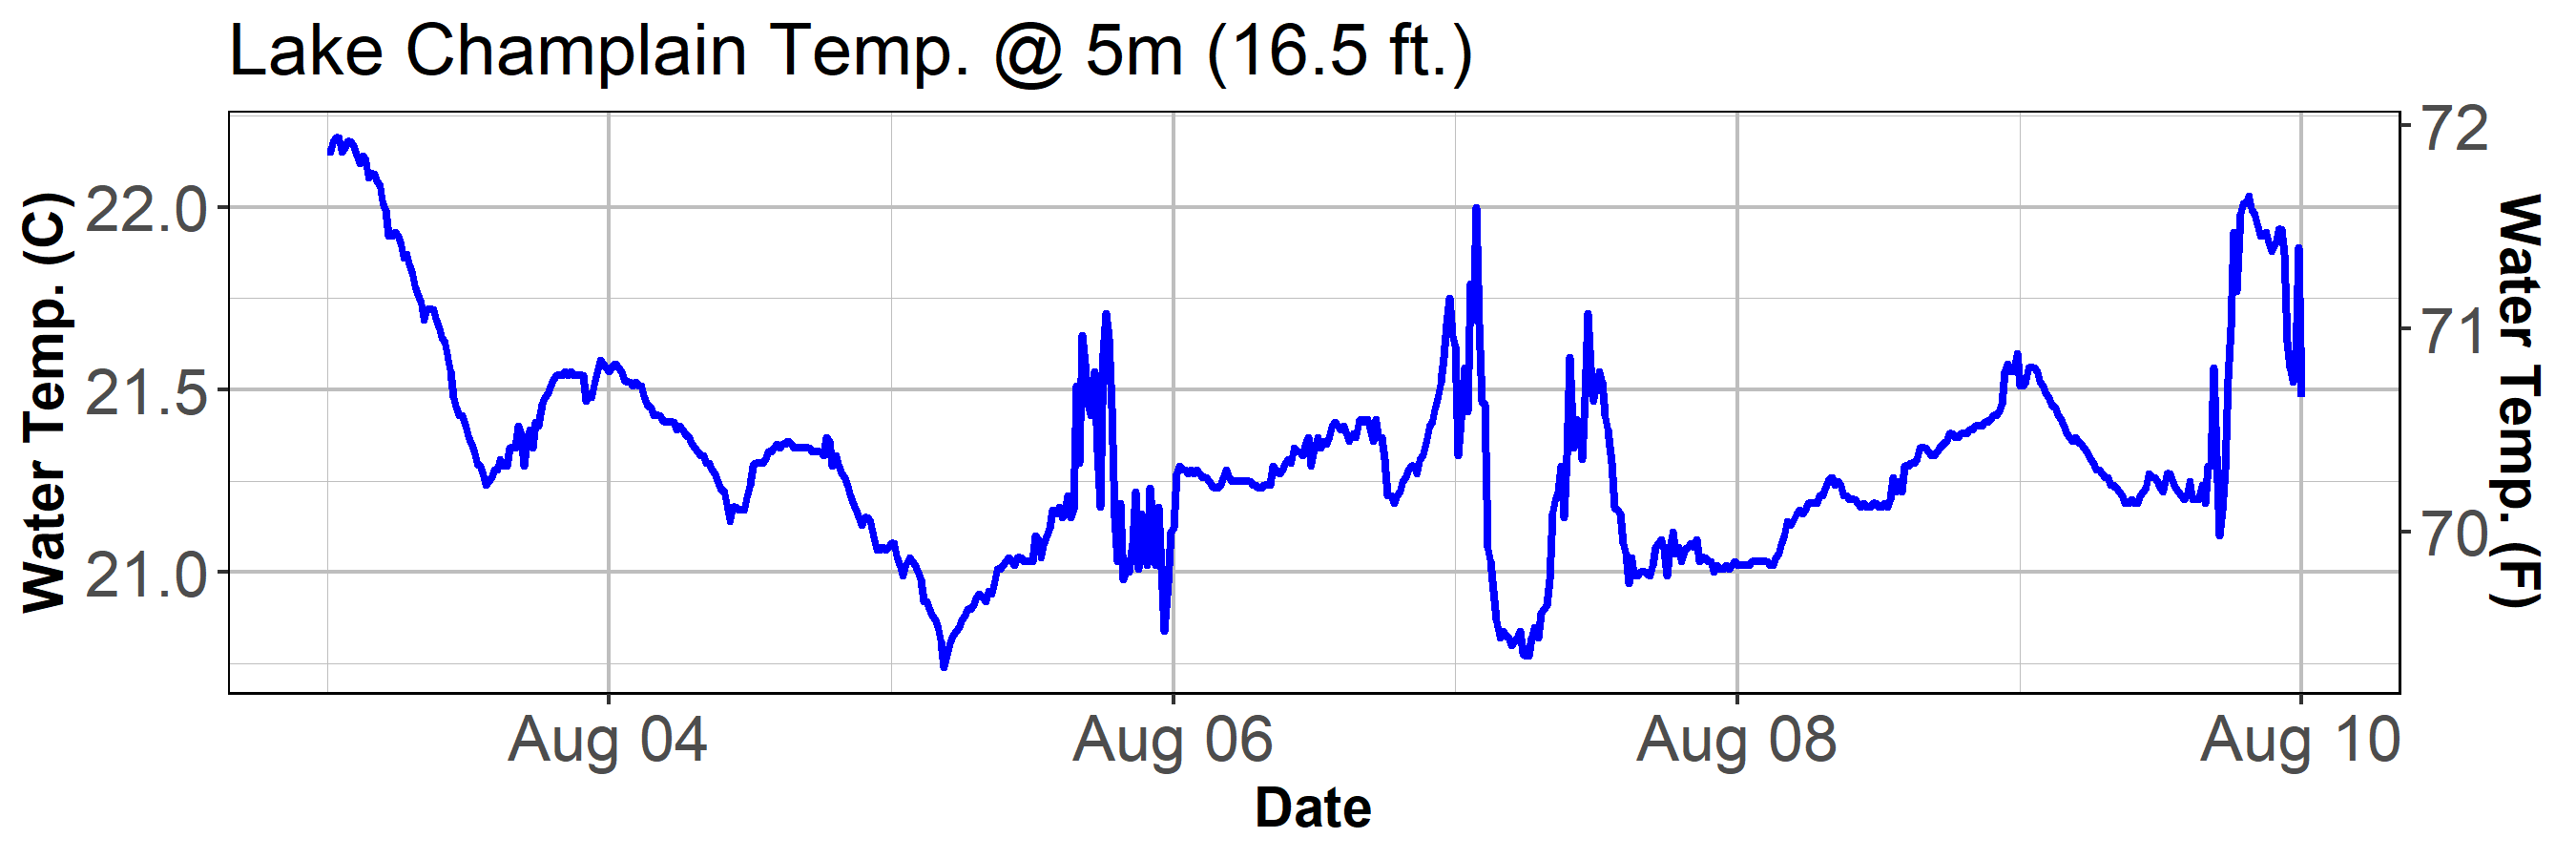 Lake Champlain Temp. @ 5m (16.5 ft.)
Water Temp. (C)
22.0
21.5
21.0
72
71
70
Water Temp. (F)
Aug 04
Aug 06
Aug 08
Aug 10
Date